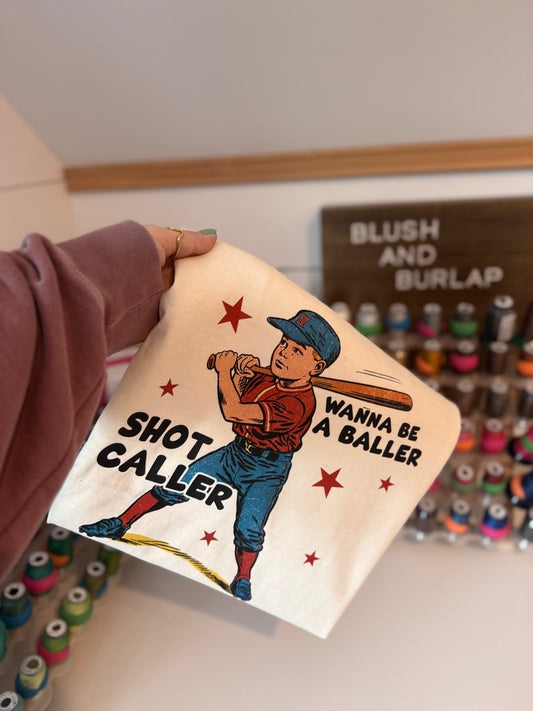 BLUSH
AND
BURLAP
WANNA BE
A BALLER
SHOT
CALLER